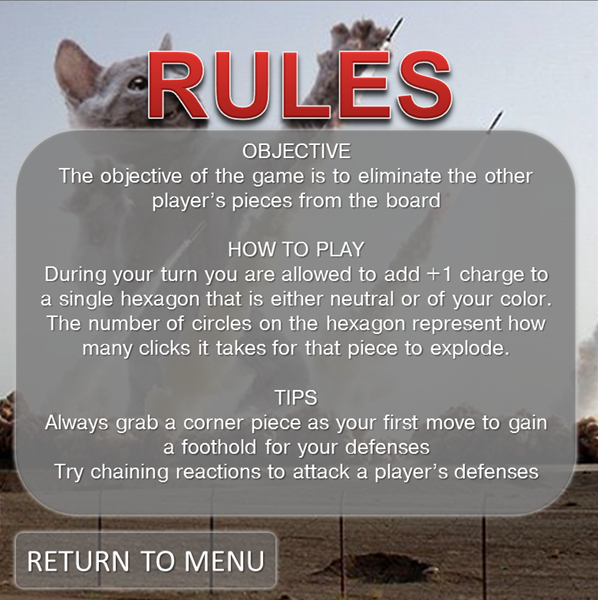 RULES
OBJECTIVE
The objective of the game is to eliminate the other
player's pieces from the board
HOW TO PLAY
During your turn you are allowed to add +1 charge to
a single hexagon that is either neutral or of your color.
The number of circles on the hexagon represent how
many clicks it takes for that piece to explode.
TIPS
Always grab a corner piece as your first move to gain
a foothold for your defenses
Try chaining reactions to attack a player's defenses
RETURN TO MENU